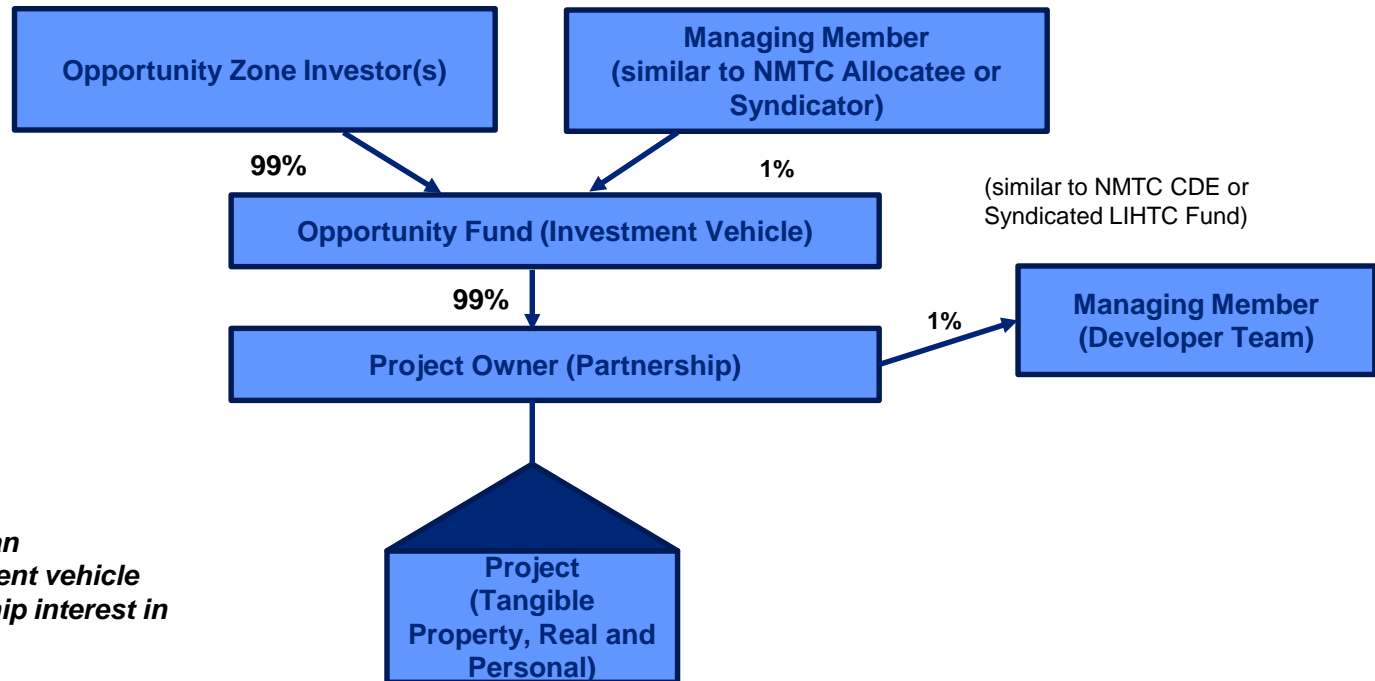 Opportunity Zone Investor(s)
Managing Member
(similar to NMTC Allocatee or
Syndicator)
99%
1%
(similar to NMTC CDE or
Syndicated LIHTC Fund)
Opportunity Fund (Investment Vehicle)
99%
Managing Member
(Developer Team)
1%
Project Owner (Partnership)
Project
(Tangible
Property, Real and
Personal)
vehicle
interest in